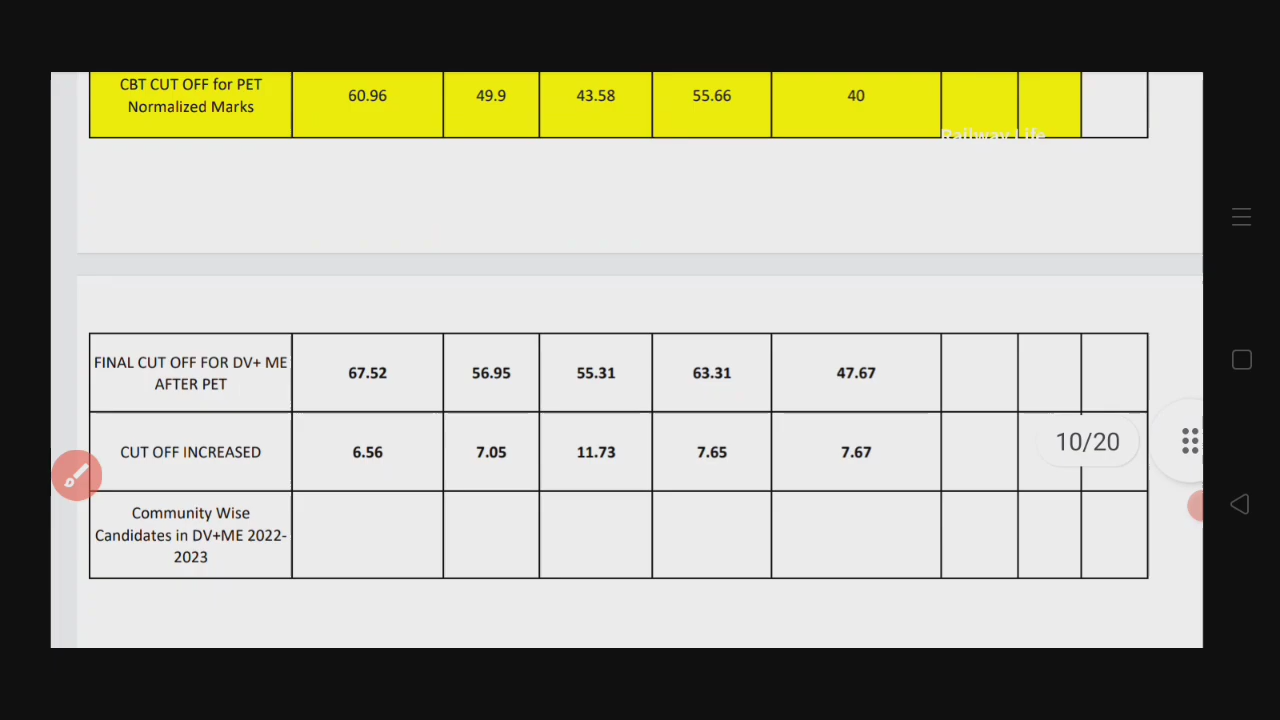 CBT CUT OFF for PET
Normalized Marks
60.96
49.9
43.58
55.66
40
Railway Life
FINAL CUT OFF FOR DV+ ME
AFTER PET
67.52
56.95
55.31
63.31
47.67
CUT OFF INCREASED
6.56
7.05
11.73
7.65
7.67
10/20
Community Wise
Candidates in DV+ME 2022-
2023